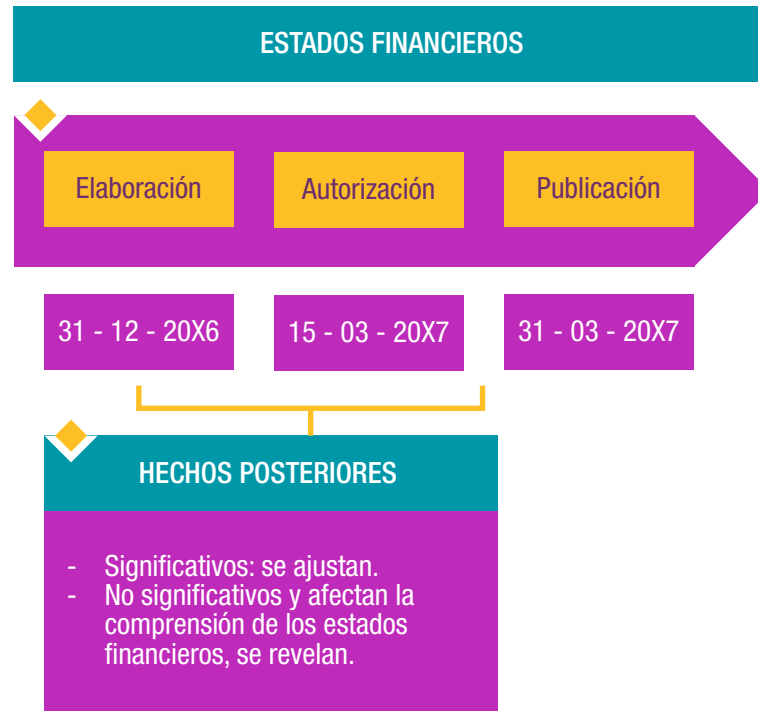 ESTADOS FINANCIEROS
Elaboración
Autorización
Publicación
31 - 12 - 20X6
15 - 03 - 20X7
31 - 03 - 20X7
HECHOS POSTERIORES
- Significativos: se ajustan.
- No significativos y afectan la
comprensión de los estados
financieros, se revelan.